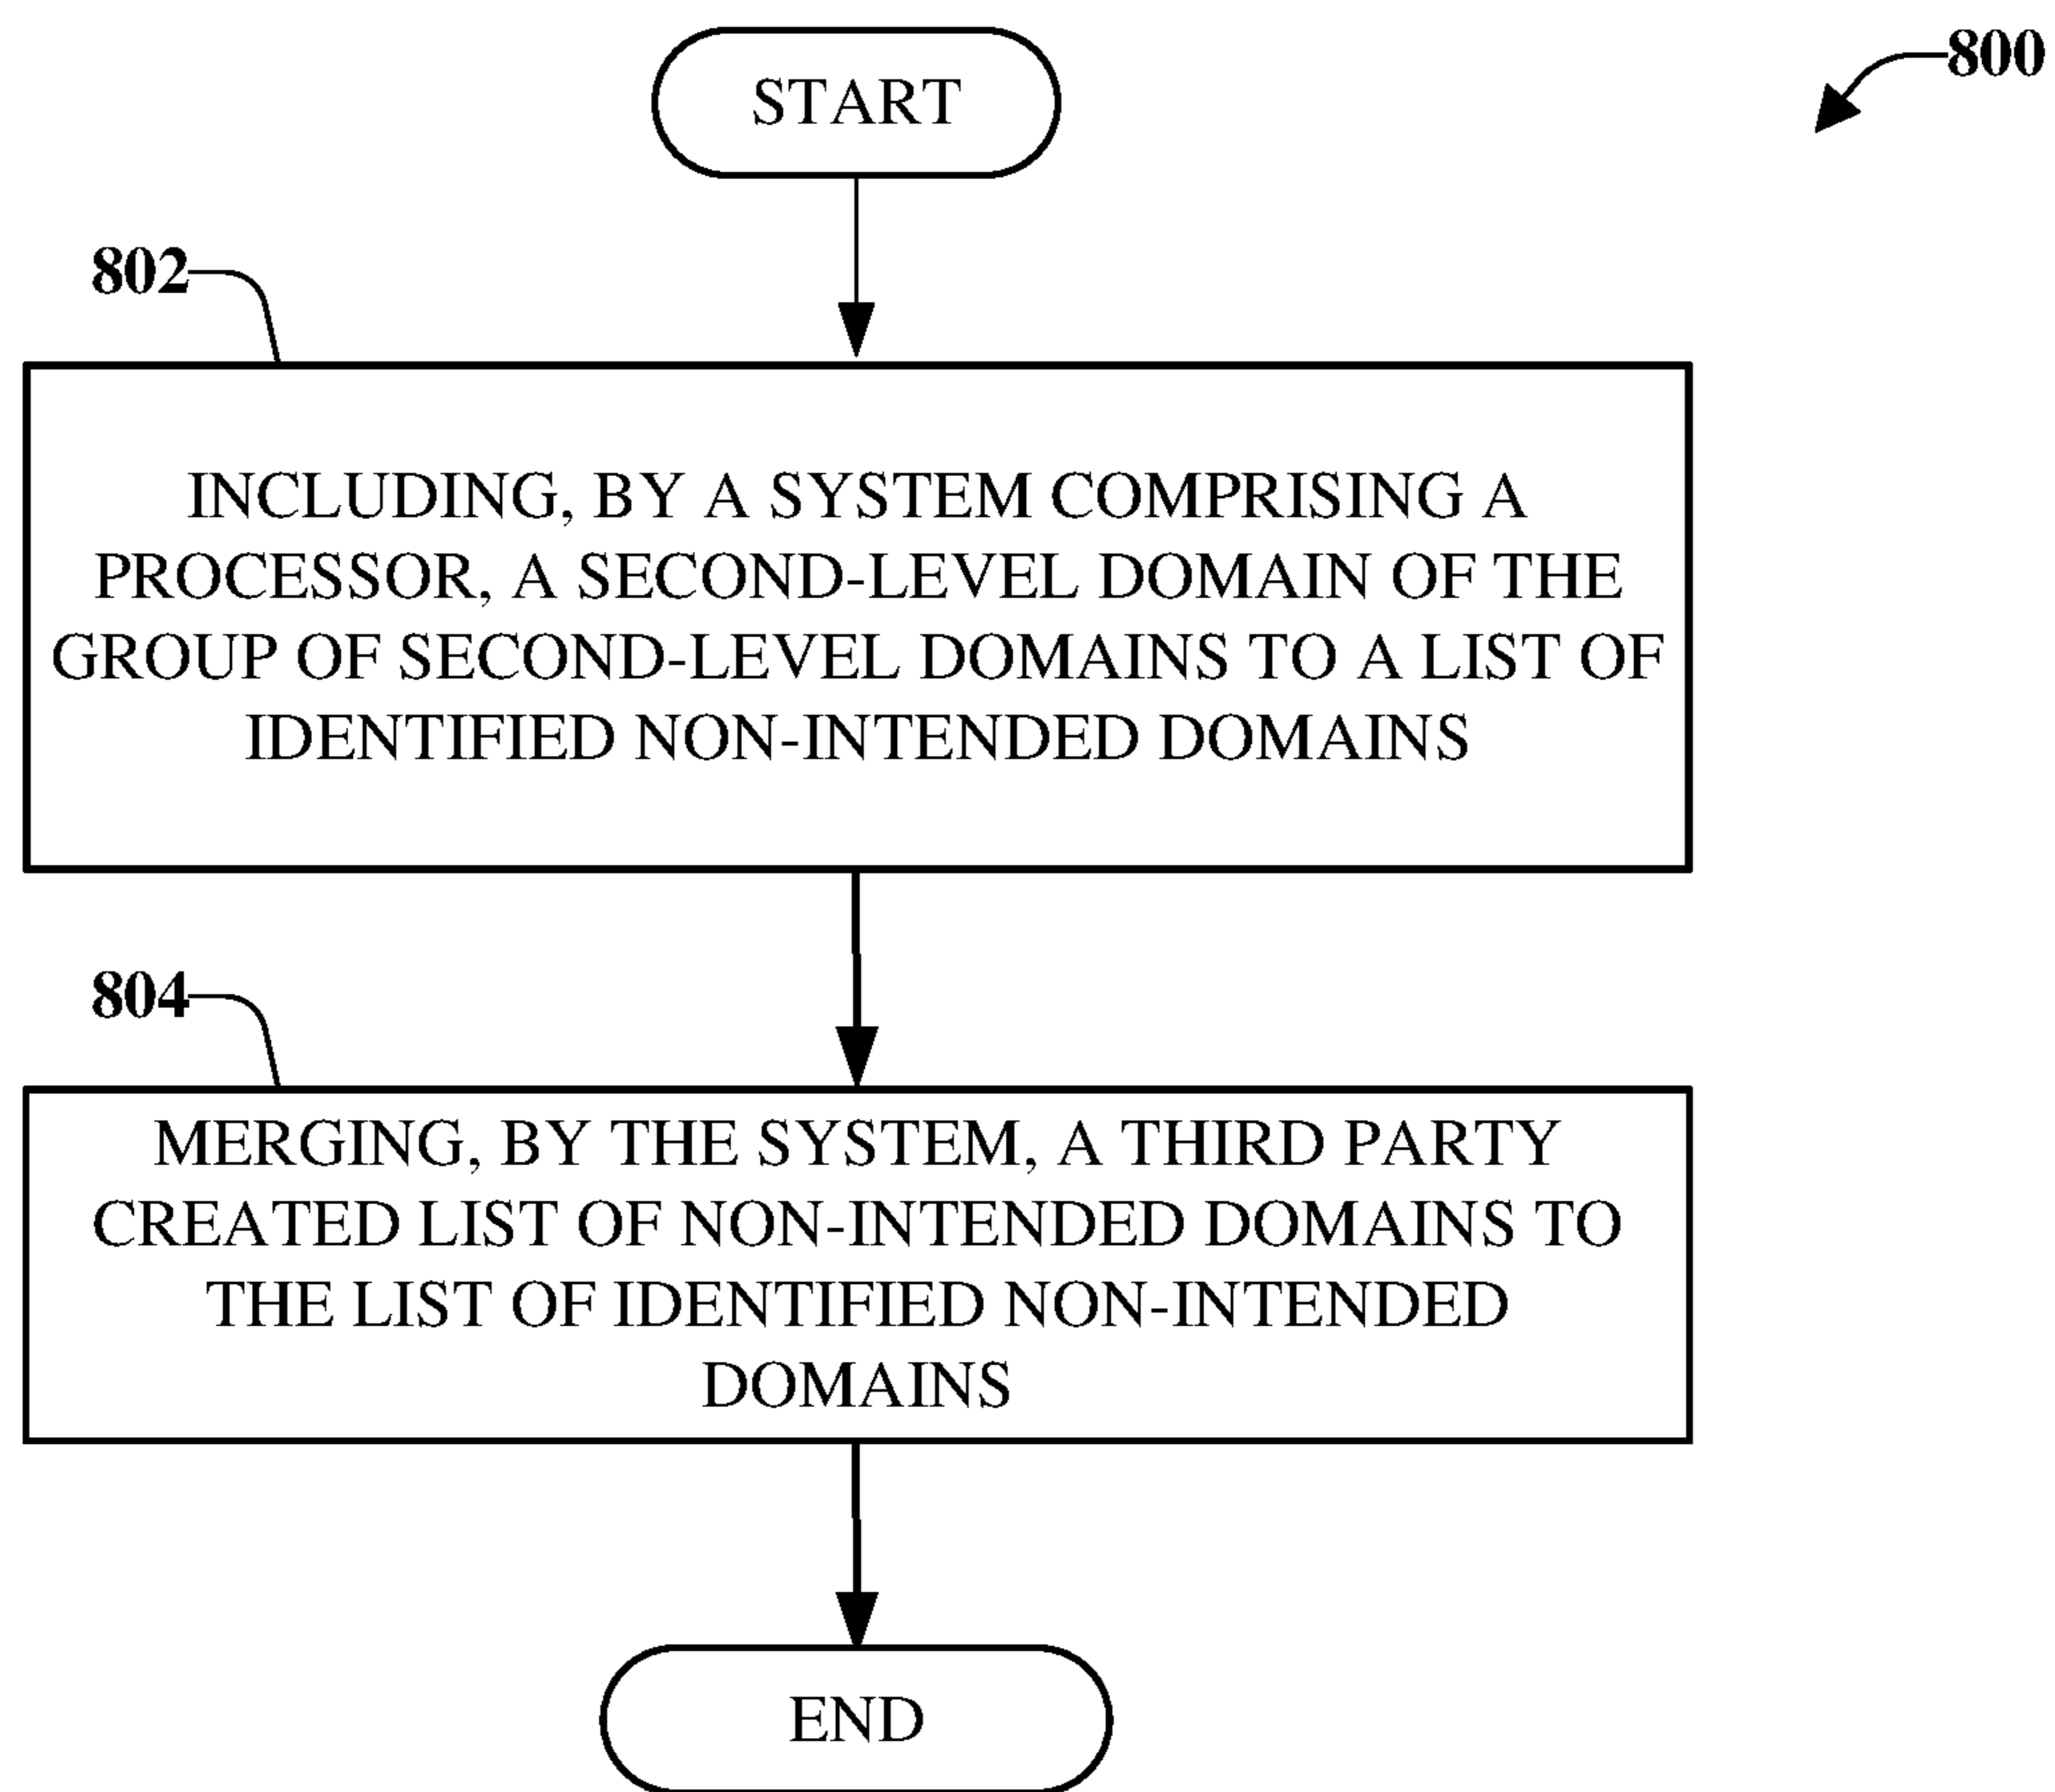 START
800
802
INCLUDING, BY A SYSTEM COMPRISING A
PROCESSOR, A SECOND-LEVEL DOMAIN OF THE
GROUP OF SECOND-LEVEL DOMAINS TO A LIST OF
IDENTIFIED NON-INTENDED DOMAINS
804
MERGING, BY THE SYSTEM, A THIRD PARTY
CREATED LIST OF NON-INTENDED DOMAINS TO
THE LIST OF IDENTIFIED NON-INTENDED
DOMAINS
END